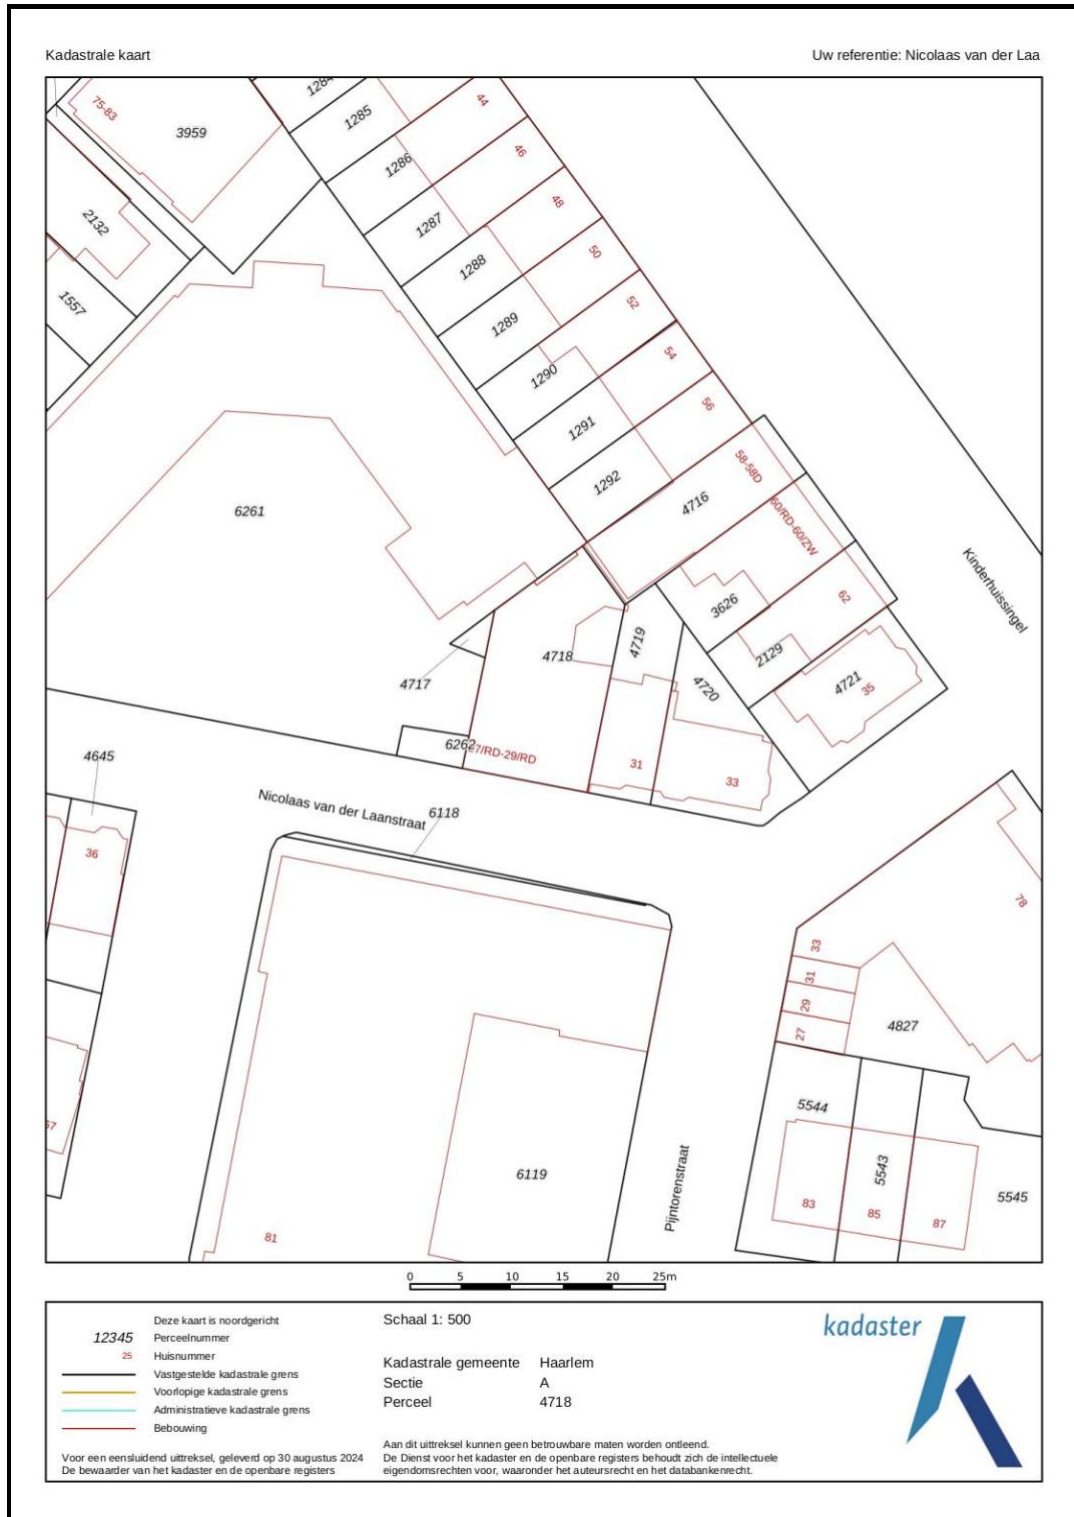 Kadastrale kaart
Uw referentie: Nicolaas van der Laa
1284
44
75-83
3959
1285
46
1286
48
2132
1287
50
1288
1557
52
1289
54
1290
56
1291
58-58D
1292
4716
6261
60/RD-60/ZW
Kinderhuissingel
62
3626
4719
4718
2129
4717
4720
4721
35
6262
27/RD-29/RD
4645
31
33
Nicolaas van der Laanstraat
6118
36
78
33
31
29
27
4827
5544
57
6119
Pijntorenstraat
5543
5545
83
85
87
81
0 5 10 15 20 25m
Deze kaart is noordgericht
12345 Perceelnummer
25 Huisnummer
Vastgestelde kadastrale grens
Voorlopige kadastrale grens
Administratieve kadastrale grens
Bebouwing
Voor een eensluidend uittreksel, geleverd op 30 augustus 2024
De bewaarder van het kadaster en de openbare registers
Schaal 1: 500
Kadastrale gemeente Haarlem
Sectie A
Perceel 4718
Aan dit uittreksel kunnen geen betrouwbare maten worden ontleend.
De Dienst voor het kadaster en de openbare registers behoudt zich de intellectuele
eigendomsrechten voor, waaronder het auteursrecht en het databankenrecht.
kadaster